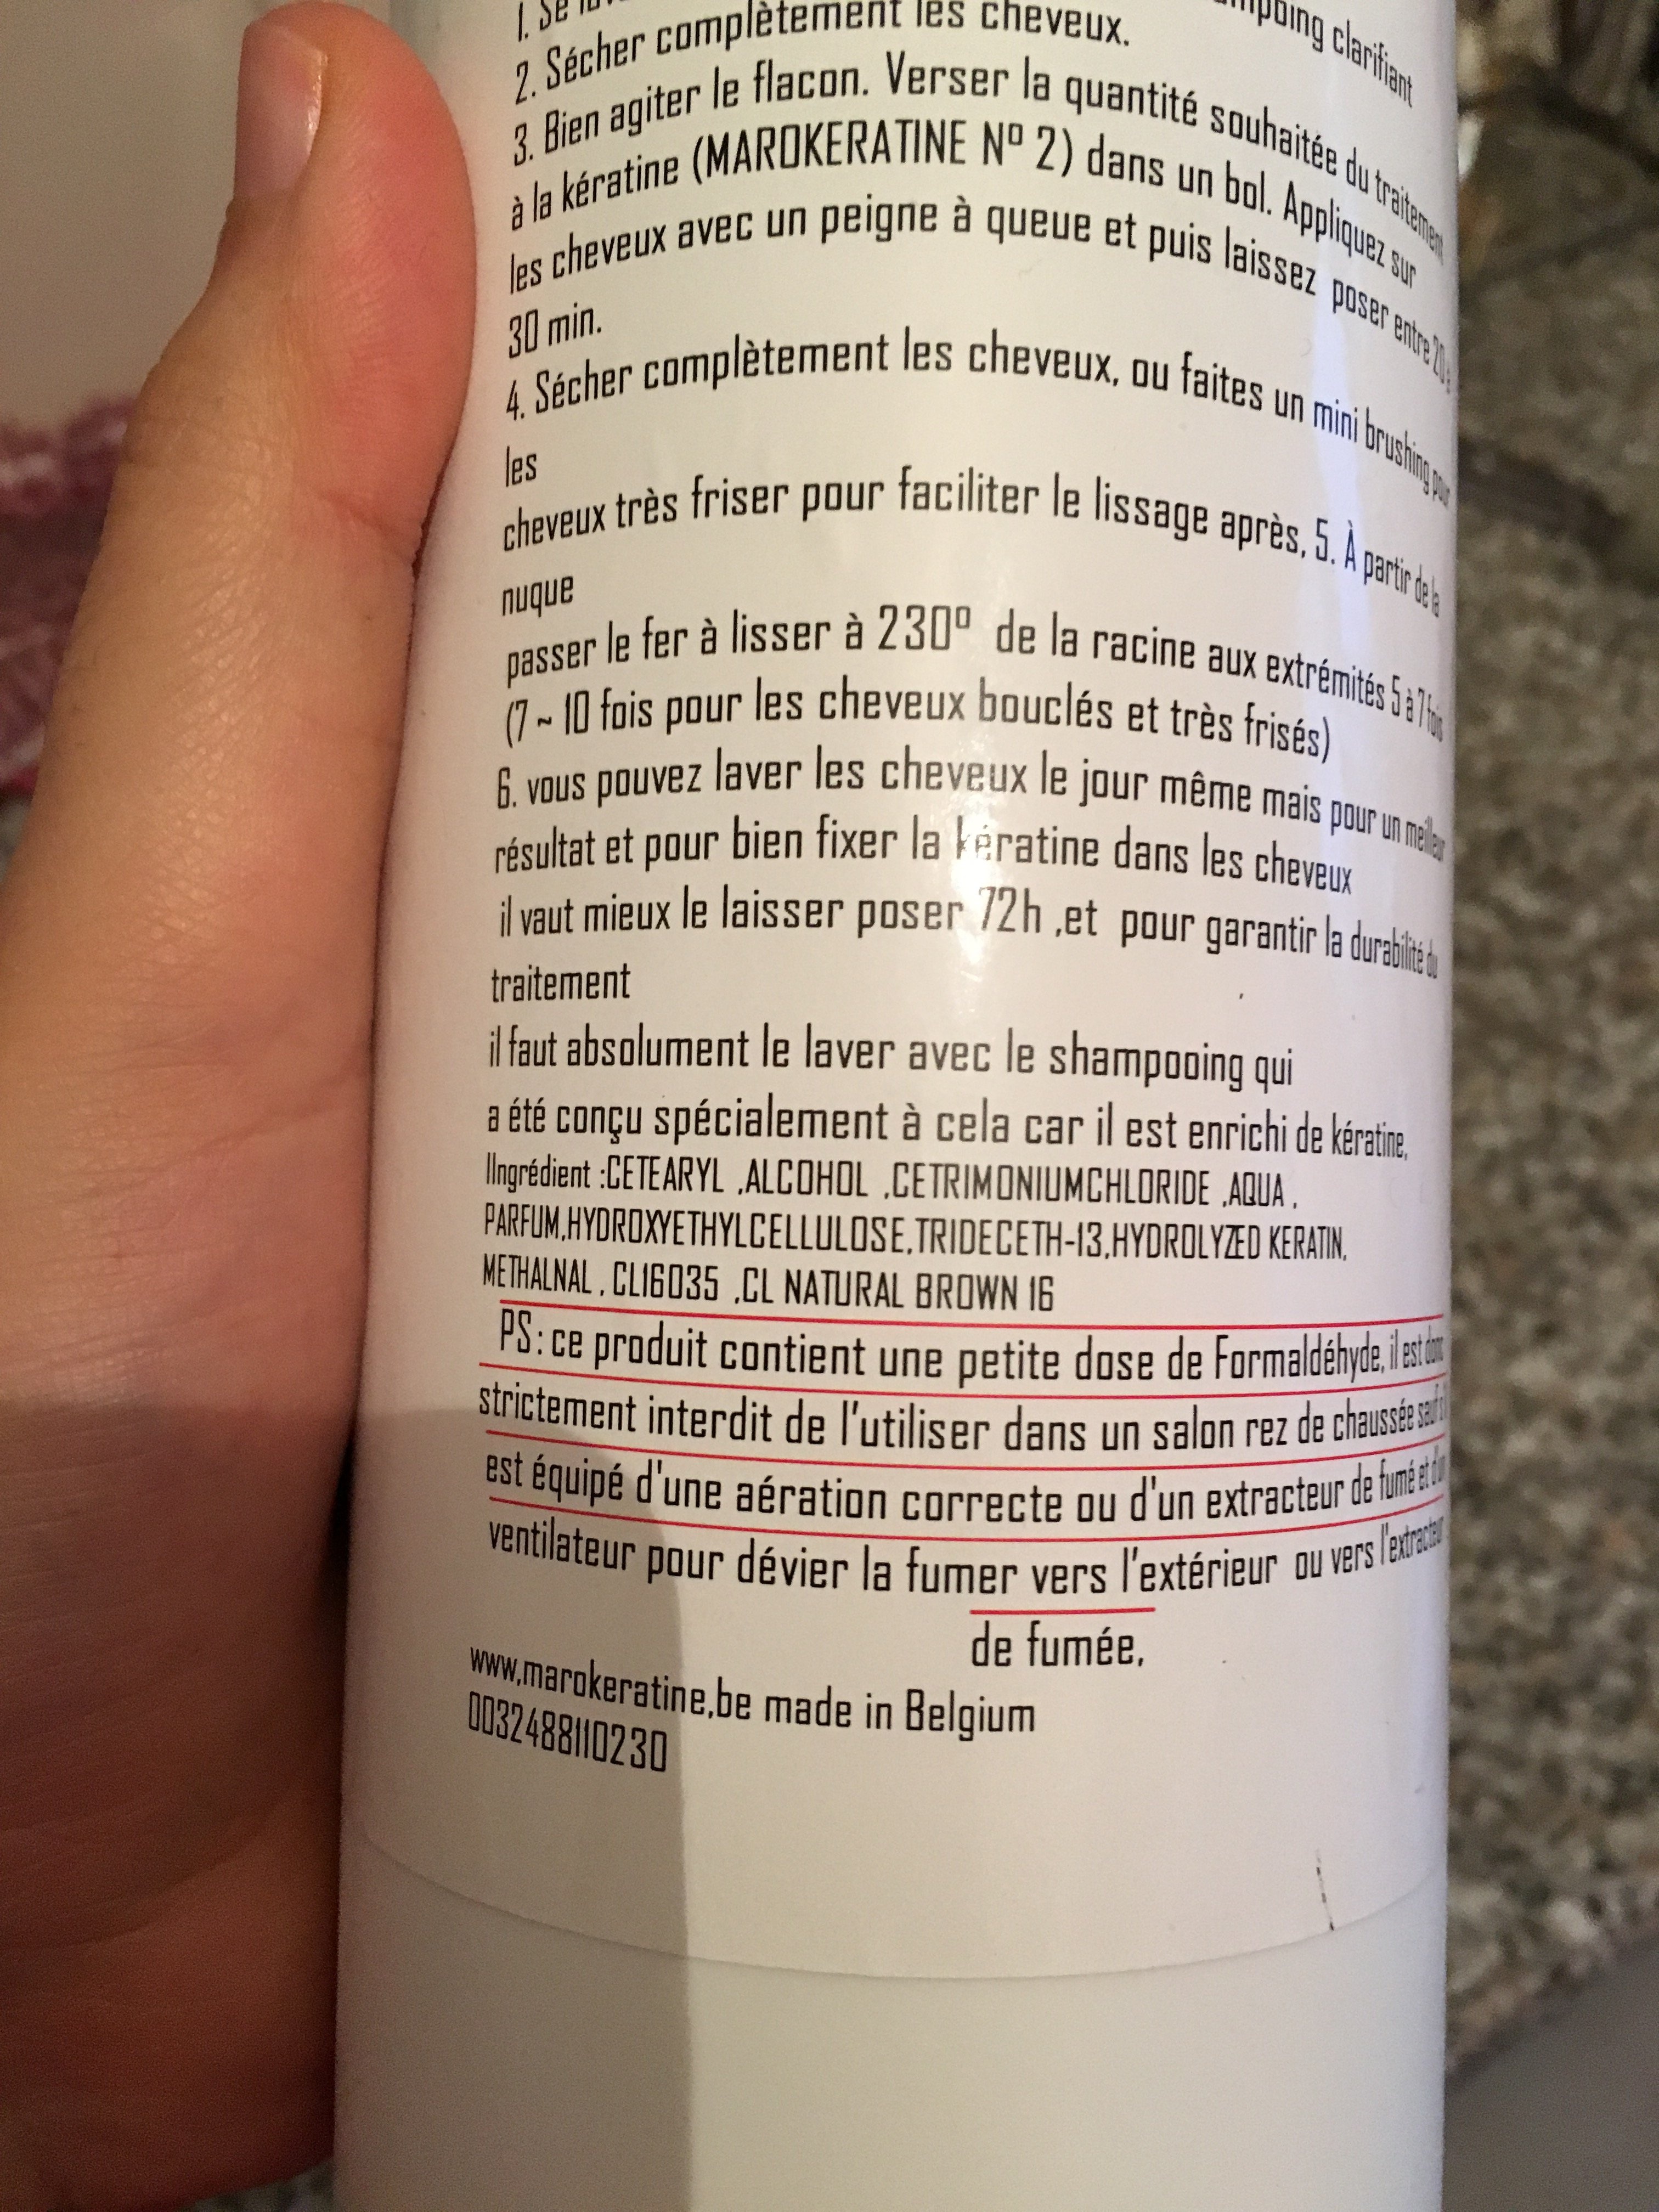 1. Se
mpoing clarifiant
2. Sécher complètement les cheveux.
3. Bien agiter le flacon. Verser la quantité souhaitée du traitement
à la kératine (MAROKERATINE Nº 2) dans un bol. Appliquez sur
les cheveux avec un peigne à queue et puis laissez poser entre 20 à
30 min.
4. Sécher complètement les cheveux, ou faites un mini brushing pour
les
cheveux très friser pour faciliter le lissage après, 5. À partir de la
nuque
passer le fer à lisser à 230º de la racine aux extrémités 5 à 7 fois
(7 ~ 10 fois pour les cheveux bouclés et très frisés)
6. vous pouvez laver les cheveux le jour même mais pour un meilleur
résultat et pour bien fixer la kératine dans les cheveux
il vaut mieux le laisser poser 72h ,et pour garantir la durabilité du
traitement
il faut absolument le laver avec le shampooing qui
a été conçu spécialement à cela car il est enrichi de kératine,
IIngrédient :CETEARYL ,ALCOHOL ,CETRIMONIUMCHLORIDE ,AQUA ,
PARFUM,HYDROXYETHYLCELLULOSE,TRIDECETH-13,HYDROLYZED KERATIN,
METHALNAL , CL16035 ,CL NATURAL BROWN 16
PS: ce produit contient une petite dose de Formaldéhyde, il est donc
strictement interdit de l'utiliser dans un salon rez de chaussée sauf
est équipé d'une aération correcte ou d'un extracteur de fumé et d'un
ventilateur pour dévier la fumer vers l'extérieur ou vers l'extracteur
de fumée,
www,marokeratine,be made in Belgium
0032488110230